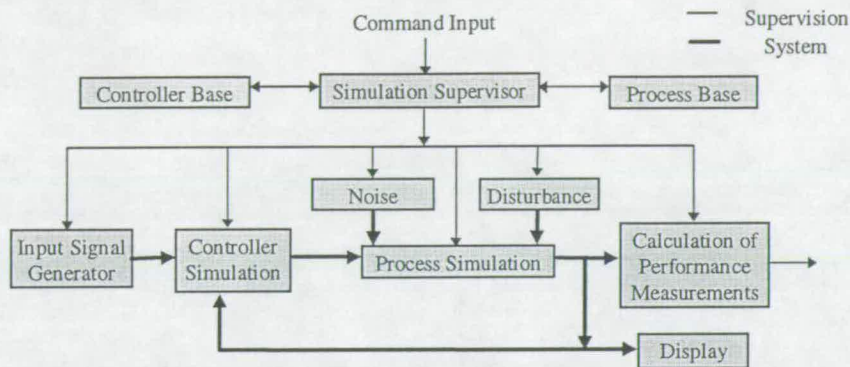 Command Input
Supervision
System
Controller Base
Simulation Supervisor
Process Base
Noise
Disturbance
Input Signal
Generator
Controller
Simulation
Process Simulation
Calculation of
Performance
Measurements
Display